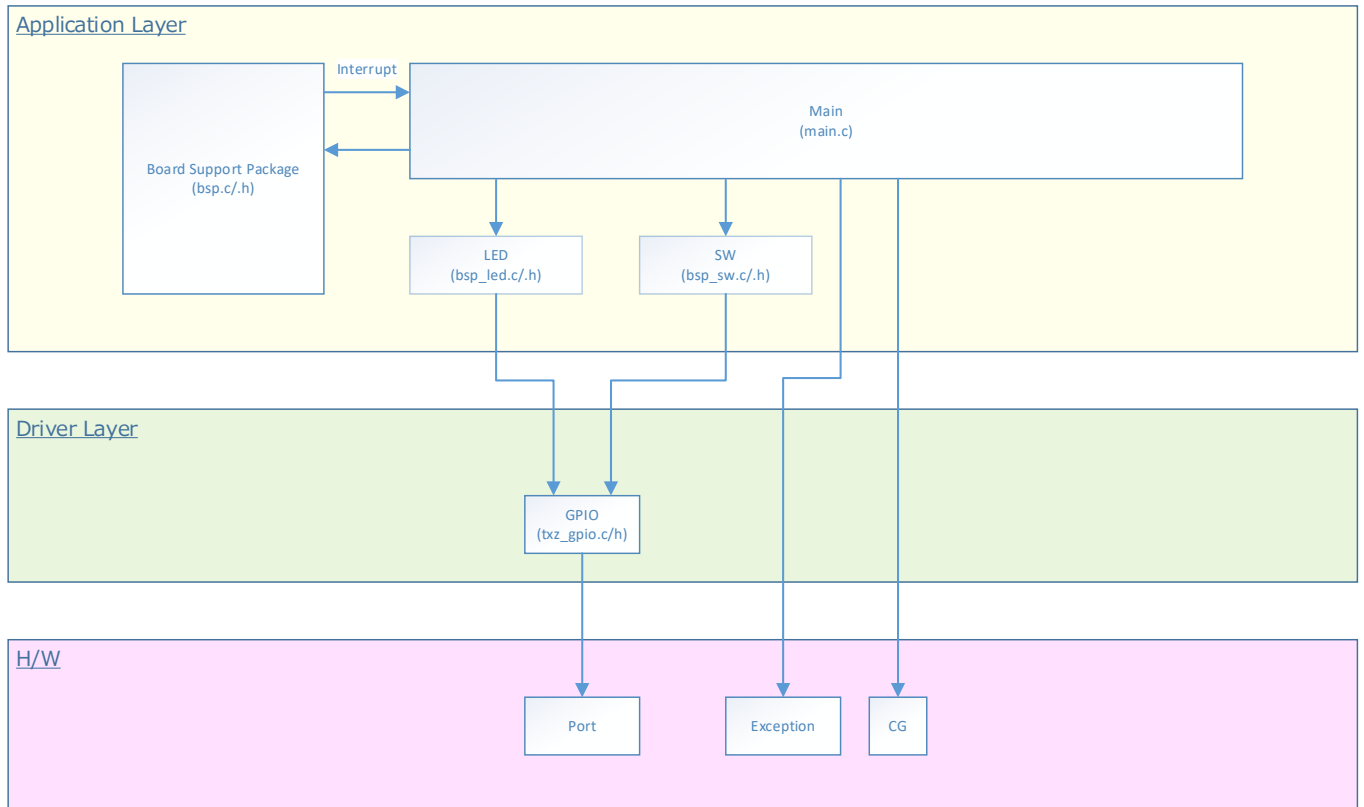 Application Layer
Interrupt
Main
(main.c)
Board Support Package
(bsp.c/.h)
LED
(bsp_led.c/.h)
SW
(bsp_sw.c/.h)
Driver Layer
GPIO
(txz_gpio.c/h)
H/W
Port
Exception
CG